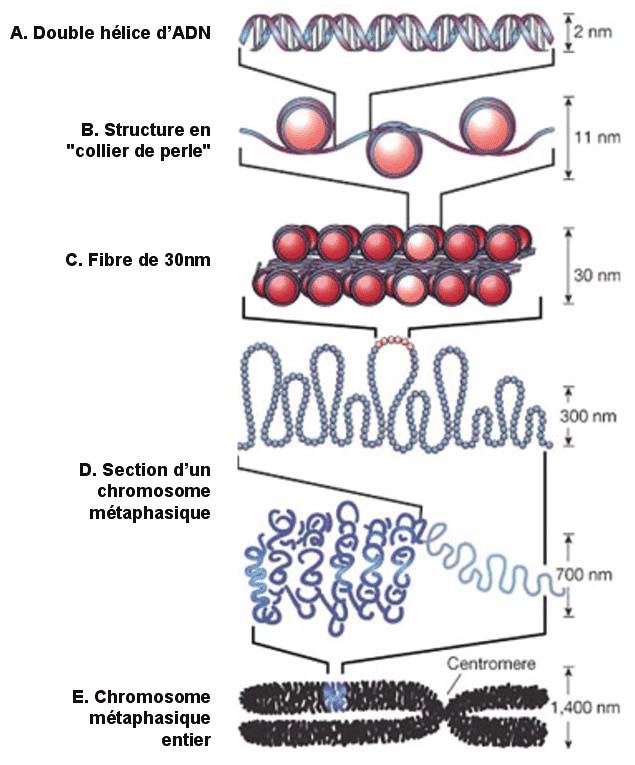 A. Double hélice d'ADN
2 nm
B. Structure en
"collier de perle"
11 nm
C. Fibre de 30nm
30 nm
300 nm
D. Section d'un
chromosome
métaphasique
700 nm
Centromere
E. Chromosome
métaphasique
entier
1,400 nm